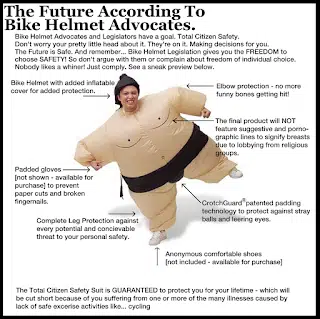 The Future According To
Bike Helmet Advocates.
Bike Helmet Advocates and Legislators have a goal. Total Citizen Safety.
Don't worry your pretty little head about it. They're on it. Making decisions for you.
The Future is Safe. And remember... Bike Helmet Legislation gives you the FREEDOM to
choose SAFETY! So don't argue with them or complain about freedom of individual choice.
Nobody likes a whiner! Just comply. See a sneak preview below.
Bike Helmet with added inflatable
cover for added protection.
Elbow protection - no more
funny bones getting hit!
The final product will NOT
feature suggestive and porno-
graphic lines to signify breasts
due to lobbying from religious
groups.
Padded gloves
[not shown - available for
purchase] to prevent
paper cuts and broken
fingernails.
CrotchGuard® patented padding
technology to protect against stray
balls and leering eyes.
Complete Leg Protection against
every potential and concievable
threat to your personal safety.
Anonymous comfortable shoes
[not included - available for purchase]
The Total Citizen Safety Suit is GUARANTEED to protect you for your lifetime - which will
be cut short because of you suffering from one or more of the many illnesses caused by
lack of safe excerise activities like... cycling